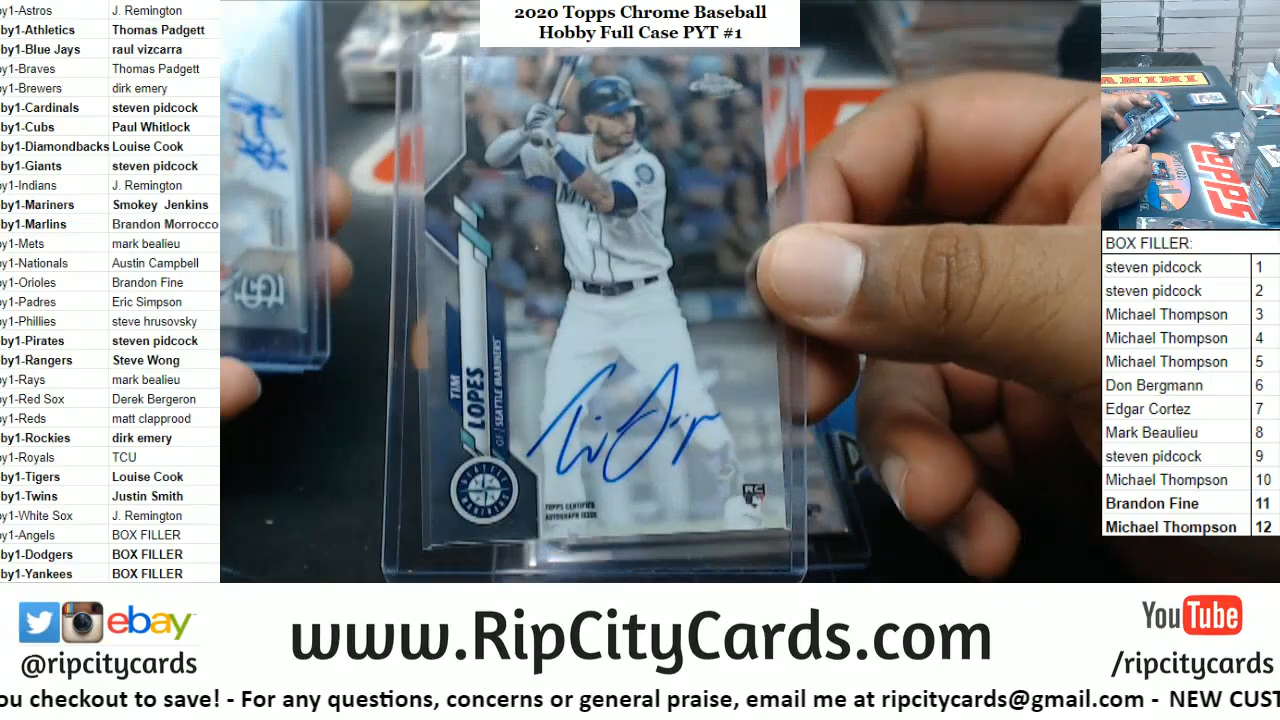 2020 Topps Chrome Baseball
Hobby Full Case PYT #1
by1-Astros J. Remington
by1-Athletics Thomas Padgett
by1-Blue Jays raul vizcarra
by1-Braves Thomas Padgett
by1-Brewers dirk emery
by1-Cardinals steven pidcock
by1-Cubs Paul Whitlock
by1-Diamondbacks Louise Cook
by1-Giants steven pidcock
by1-Indians J. Remington
by1-Mariners Smokey Jenkins
by1-Marlins Brandon Morrocco
by1-Mets mark bealieu
by1-Nationals Austin Campbell
by1-Orioles Brandon Fine
by1-Padres Eric Simpson
by1-Phillies steve hrusovsky
by1-Pirates steven pidcock
by1-Rangers Steve Wong
by1-Rays mark bealieu
by1-Red Sox Derek Bergeron
by1-Reds matt clapprood
by1-Rockies dirk emery
by1-Royals TCU
by1-Tigers Louise Cook
by1-Twins Justin Smith
by1-White Sox J. Remington
by1-Angels BOX FILLER
by1-Dodgers BOX FILLER
by1-Yankees BOX FILLER
TIM
LOPES
OF | SEATTLE MARINERS
SEATTLE
MARINERS
Tim Lopes
TOPPS CERTIFIED
AUTOGRAPH ISSUE
RC
PANINI
TOPPS
BOX FILLER:
steven pidcock 1
steven pidcock 2
Michael Thompson 3
Michael Thompson 4
Michael Thompson 5
Don Bergmann 6
Edgar Cortez 7
Mark Beaulieu 8
steven pidcock 9
Michael Thompson 10
Brandon Fine 11
Michael Thompson 12
ebay
@ripcitycards
www.RipCityCards.com
YouTube
/ripcitycards
ou checkout to save! - For any questions, concerns or general praise, email me at ripcitycards@gmail.com - NEW CUST